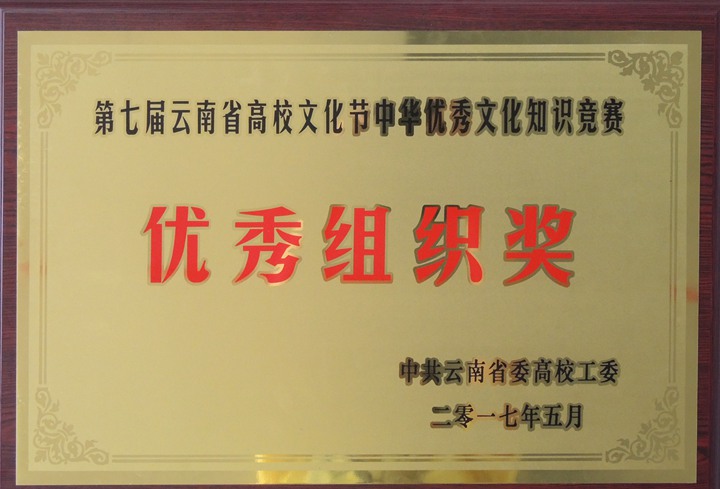 第七届云南省高校文化节中华优秀文化知识竞赛
优秀组织奖
中共云南省委高校工委
二零一七年五月